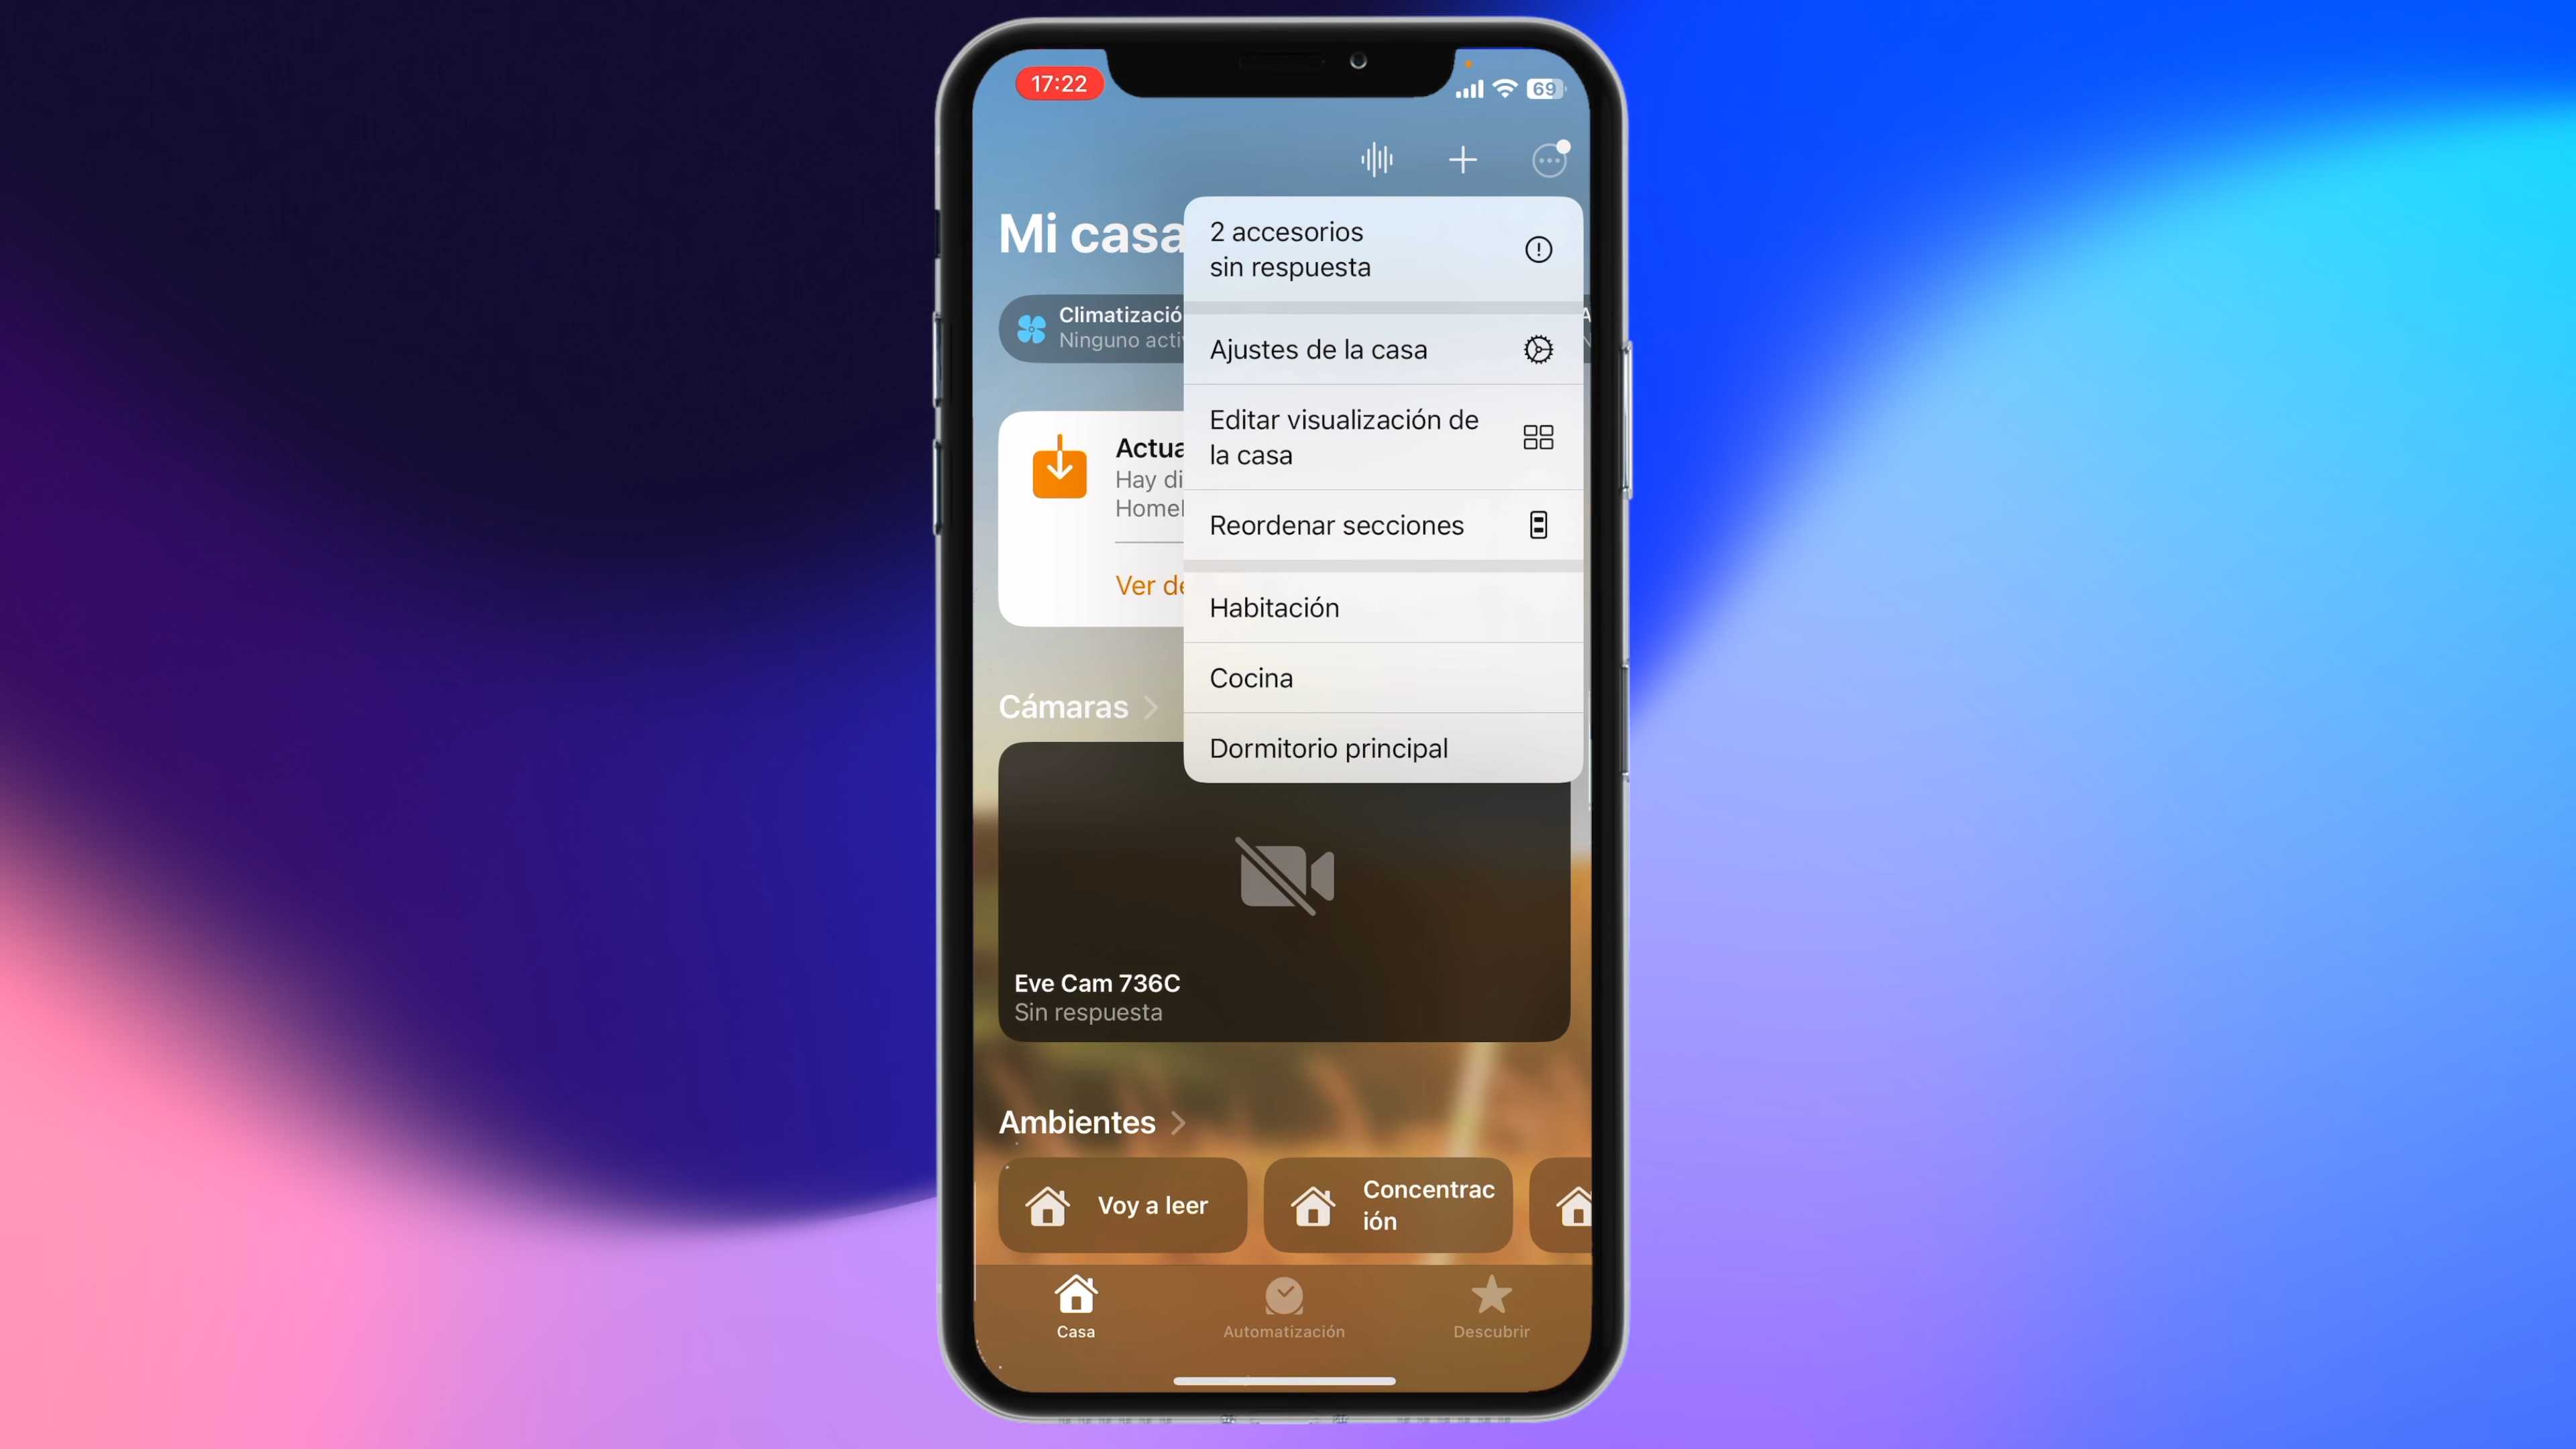 17:22
69
Mi casa
2 accesorios
sin respuesta
Climatizació
Ninguno acti
Ajustes de la casa
Editar visualización de
la casa
Actua
Hay di
Home
Reordenar secciones
Ver de
Habitación
Cocina
Cámaras
Dormitorio principal
Eve Cam 736C
Sin respuesta
Ambientes
Voy a leer
Concentrac
ión
Casa
Automatización
Descubrir